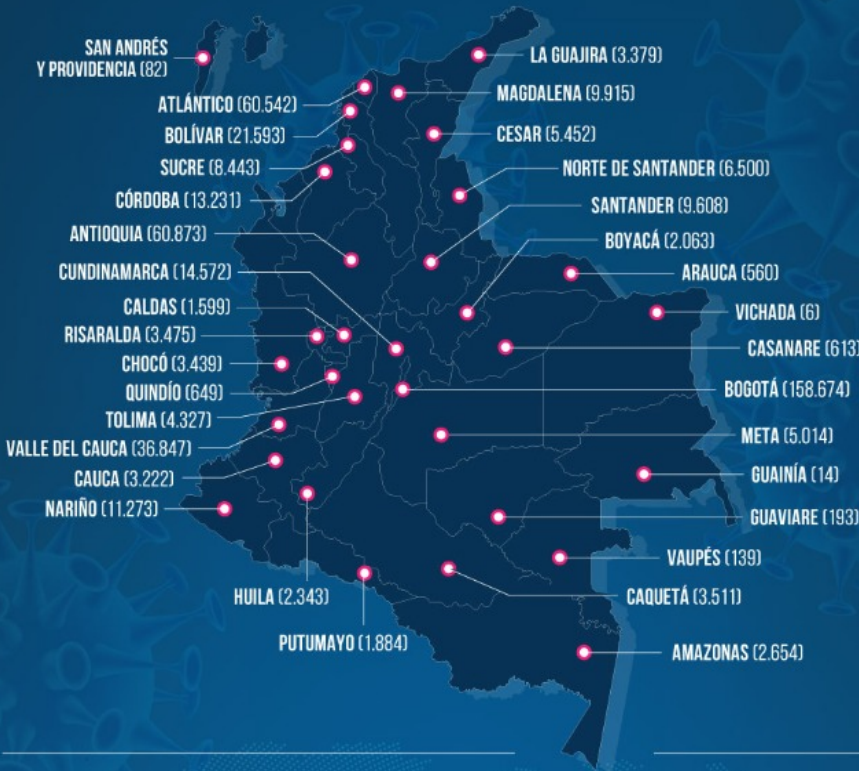 SAN ANDRÉS
Y PROVIDENCIA (82)
ATLÁNTICO (60.542)
BOLÍVAR (21.593)
SUCRE (8.443)
CÓRDOBA (13.231)
ANTIOQUIA (60.873)
CUNDINAMARCA (14.572)
CALDAS (1.599)
RISARALDA (3.475)
CHOCÓ (3.439)
QUINDÍO (649)
TOLIMA (4.327)
VALLE DEL CAUCA (36.847)
CAUCA (3.222)
NARIÑO (11.273)
HUILA (2.343)
PUTUMAYO (1.884)
LA GUAJIRA (3.379)
MAGDALENA (9.915)
CESAR (5.452)
NORTE DE SANTANDER (6.500)
SANTANDER (9.608)
BOYACÁ (2.063)
ARAUCA (560)
VICHADA (6)
CASANARE (613)
BOGOTÁ (158.674)
META (5.014)
GUAINÍA (14)
GUAVIARE (193)
VAUPÉS (139)
CAQUETÁ (3.511)
AMAZONAS (2.654)